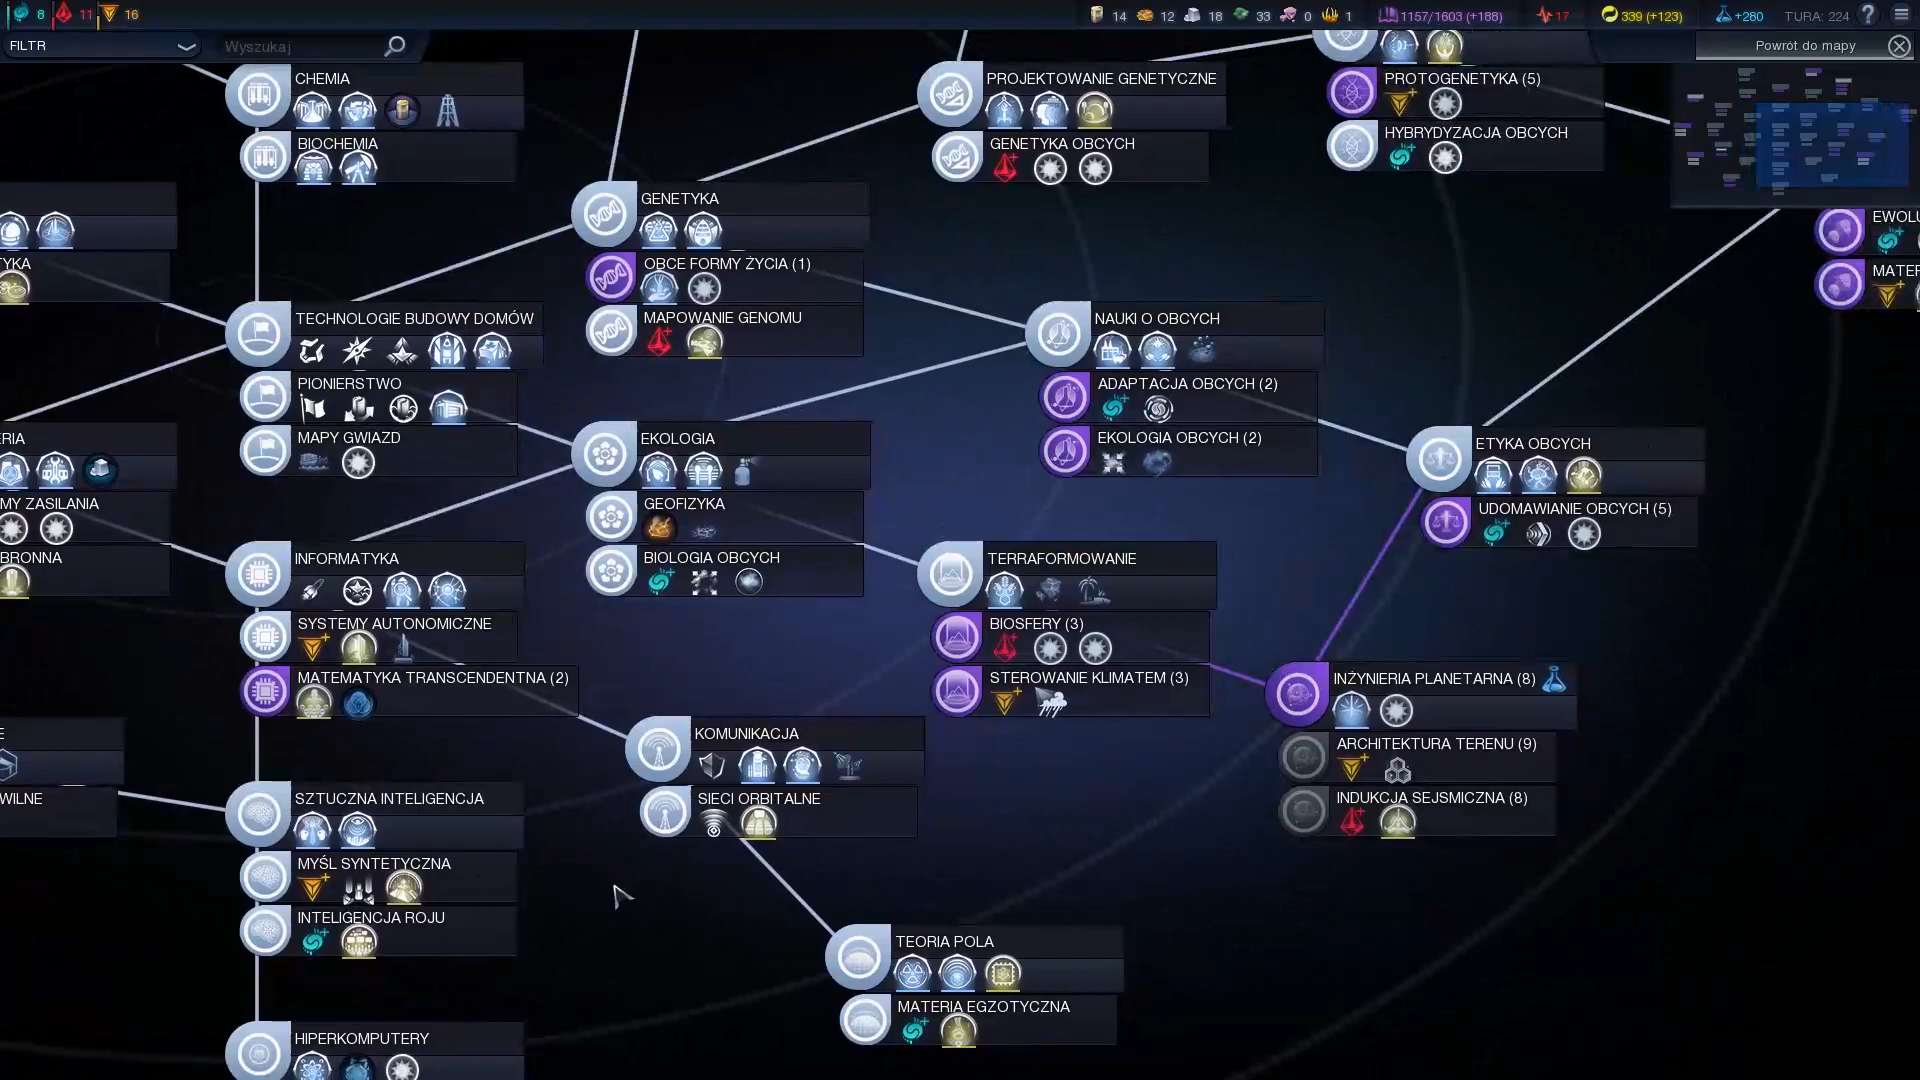 8 11 16 14 12 18 33 0 1 1157/1603 (+188) 17 339 (+123) +280 TURA: 224 ?
FILTR Wyszukaj Powrót do mapy
CHEMIA
BIOCHEMIA
PROJEKTOWANIE GENETYCZNE
GENETYKA OBCYCH
PROTOGENETYKA (5)
HYBRYDYZACJA OBCYCH
GENETYKA
OBCE FORMY ŻYCIA (1)
MAPOWANIE GENOMU
TYKA
EWOLU
MATER
TECHNOLOGIE BUDOWY DOMÓW
PIONIERSTWO
MAPY GWIAZD
NAUKI O OBCYCH
ADAPTACJA OBCYCH (2)
EKOLOGIA OBCYCH (2)
ERIA
MY ZASILANIA
BRONNA
EKOLOGIA
GEOFIZYKA
BIOLOGIA OBCYCH
ETYKA OBCYCH
UDOMAWIANIE OBCYCH (5)
INFORMATYKA
SYSTEMY AUTONOMICZNE
MATEMATYKA TRANSCENDENTNA (2)
TERRAFORMOWANIE
BIOSFERY (3)
STEROWANIE KLIMATEM (3)
INŻYNIERIA PLANETARNA (8)
ARCHITEKTURA TERENU (9)
INDUKCJA SEJSMICZNA (8)
KOMUNIKACJA
SIECI ORBITALNE
E
WILNE
SZTUCZNA INTELIGENCJA
MYŚL SYNTETYCZNA
INTELIGENCJA ROJU
TEORIA POLA
MATERIA EGZOTYCZNA
HIPERKOMPUTERY